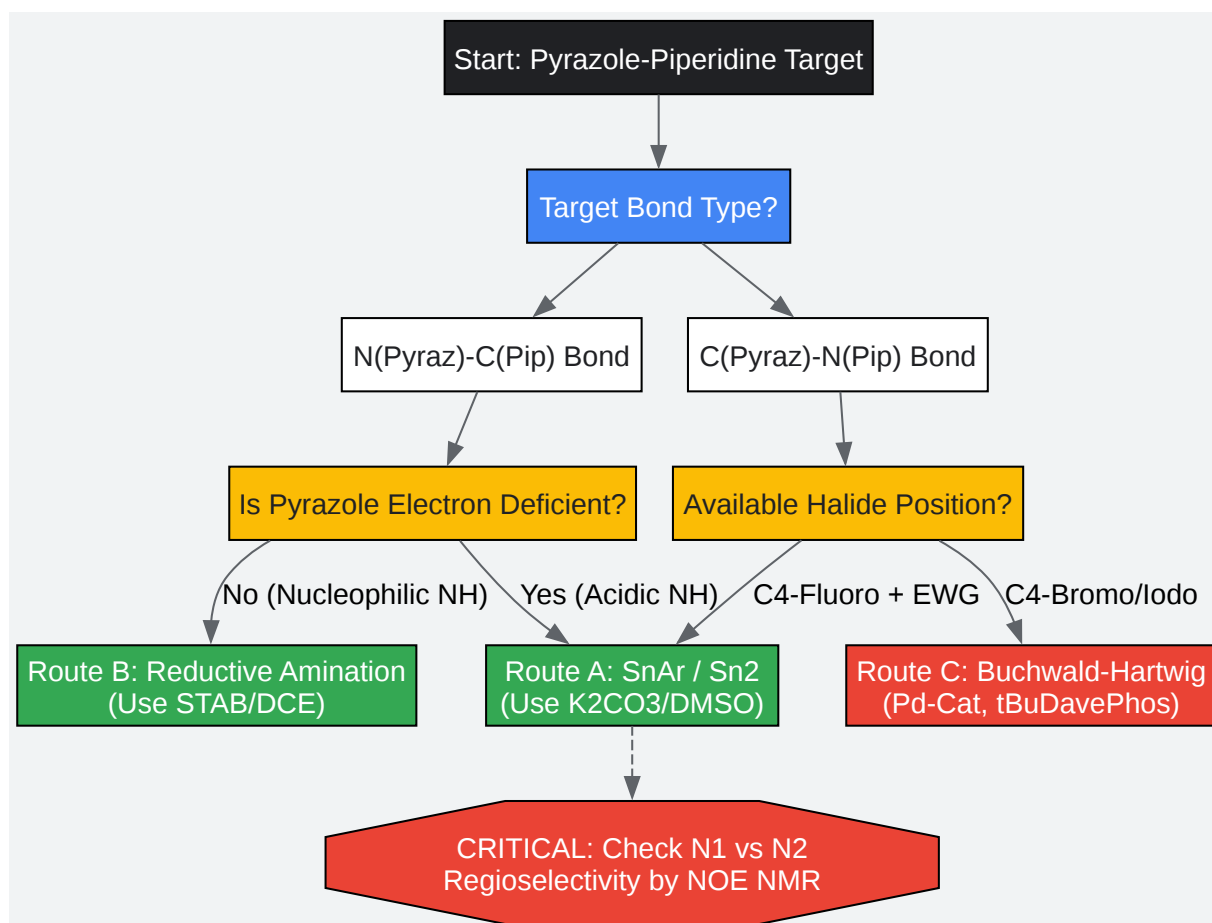 Start: Pyrazole-Piperidine Target
Target Bond Type?
N(Pyraz)-C(Pip) Bond
C(Pyraz)-N(Pip) Bond
Is Pyrazole Electron Deficient?
Available Halide Position?
No (Nucleophilic NH)
Yes (Acidic NH)
C4-Fluoro + EWG
C4-Bromo/Iodo
Route B: Reductive Amination
(Use STAB/DCE)
Route A: SnAr / Sn2
(Use K2CO3/DMSO)
Route C: Buchwald-Hartwig
(Pd-Cat, tBuDavePhos)
CRITICAL: Check N1 vs N2
Regioselectivity by NOE NMR